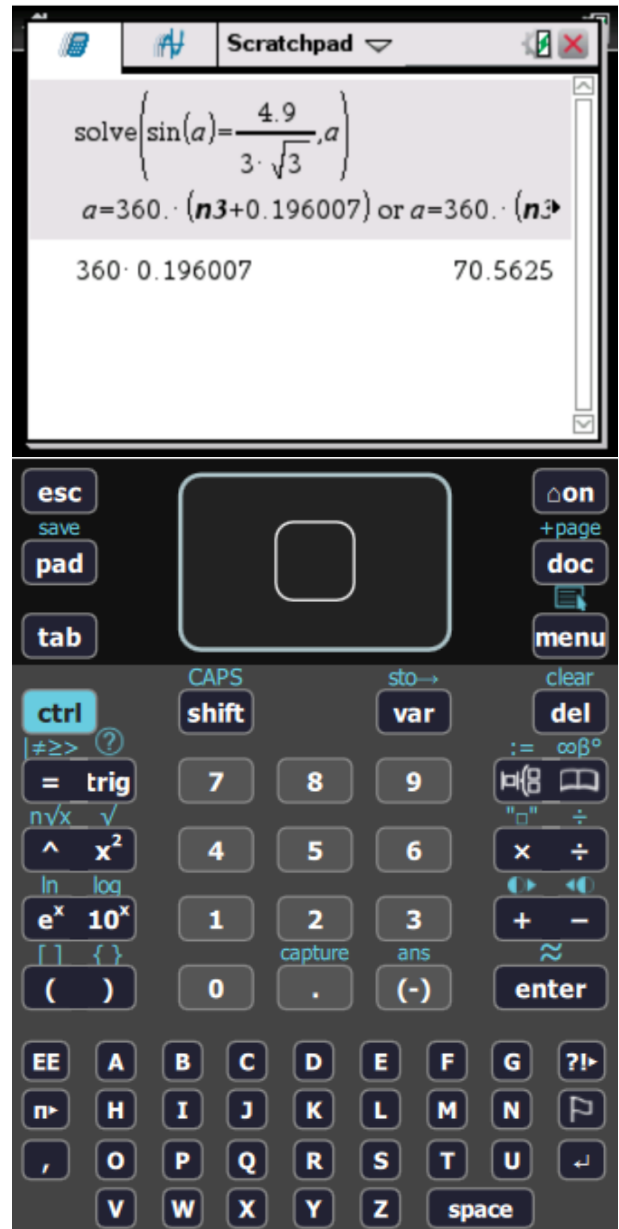 Scratchpad
solve(sin(a)=4.9/(3·√3),a)
a=360.·(n3+0.196007) or a=360.·(n3▸
360·0.196007 70.5625
esc
⌂on
save
+page
pad
doc
tab
menu
CAPS sto→ clear
ctrl shift var del
|≠≥> ? := ∞β°
= trig 7 8 9
n√x √ "□" ÷
^ x² 4 5 6 × ÷
ln log
eˣ 10ˣ 1 2 3 + −
[ ] { } capture ans ≈
( ) 0 . (-) enter
EE A B C D E F G ?!▸
π▸ H I J K L M N
, O P Q R S T U ↵
V W X Y Z space